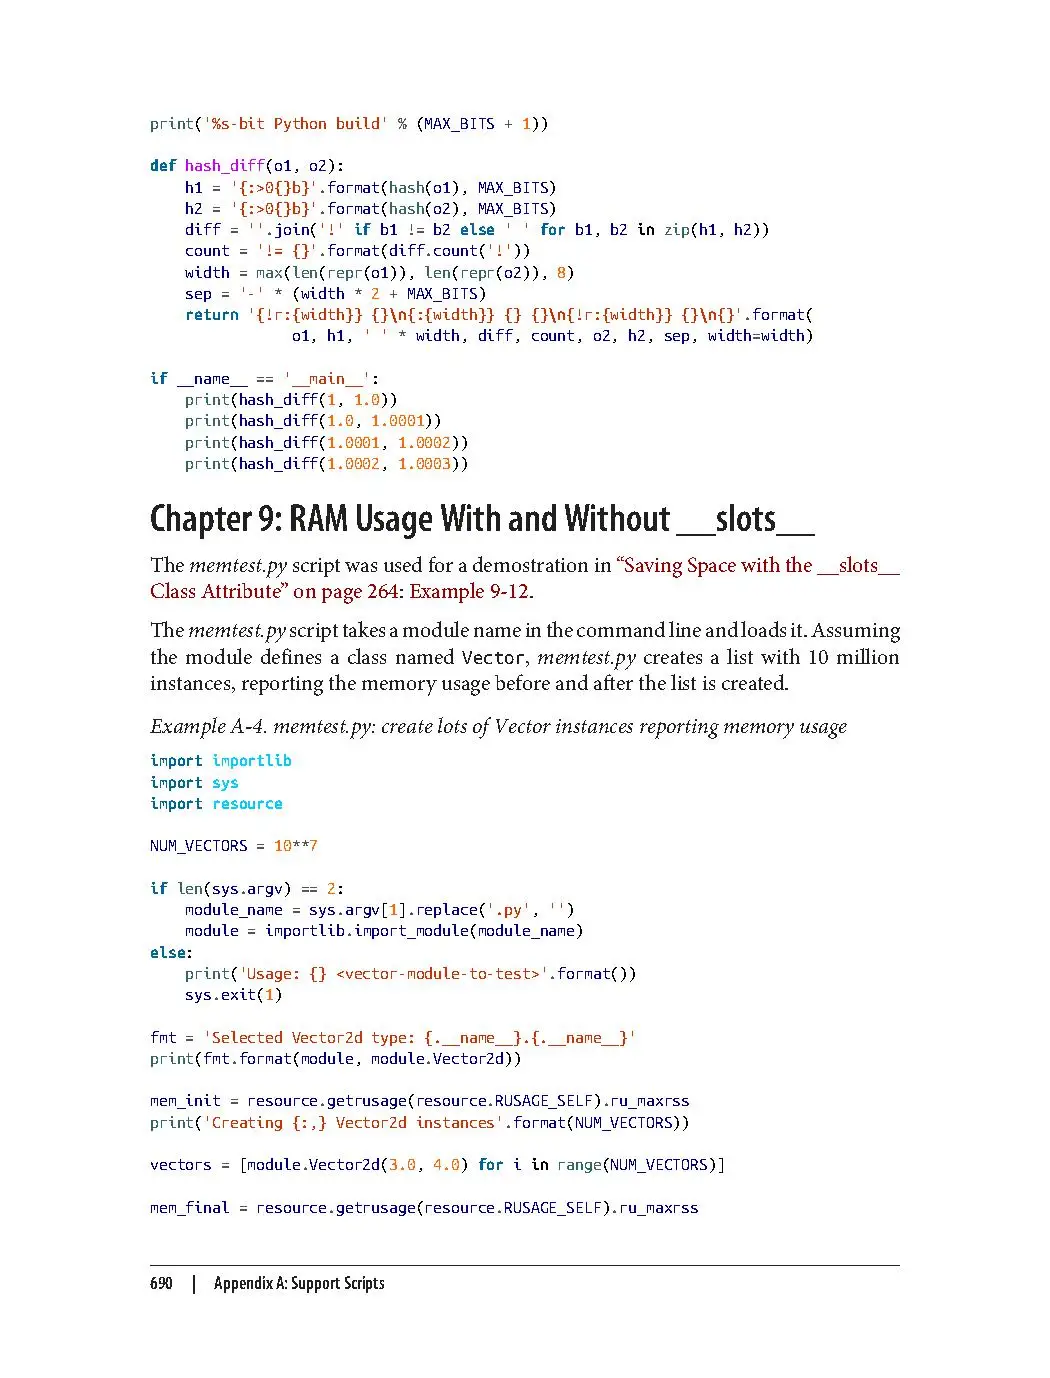 print('%s-bit Python build' % (MAX_BITS + 1))

def hash_diff(o1, o2):
    h1 = '{:>0{}b}'.format(hash(o1), MAX_BITS)
    h2 = '{:>0{}b}'.format(hash(o2), MAX_BITS)
    diff = ''.join('!' if b1 != b2 else ' ' for b1, b2 in zip(h1, h2))
    count = '!= {}'.format(diff.count('!'))
    width = max(len(repr(o1)), len(repr(o2)), 8)
    sep = '-' * (width * 2 + MAX_BITS)
    return '{!r:{width}} {}\n{:{width}} {} {}\n{!r:{width}} {}\n{}'.format(
                o1, h1, ' ' * width, diff, count, o2, h2, sep, width=width)

if __name__ == '__main__':
    print(hash_diff(1, 1.0))
    print(hash_diff(1.0, 1.0001))
    print(hash_diff(1.0001, 1.0002))
    print(hash_diff(1.0002, 1.0003))

Chapter 9: RAM Usage With and Without __slots__
The memtest.py script was used for a demostration in “Saving Space with the __slots__
Class Attribute” on page 264: Example 9-12.
The memtest.py script takes a module name in the command line and loads it. Assuming
the module defines a class named Vector, memtest.py creates a list with 10 million
instances, reporting the memory usage before and after the list is created.
Example A-4. memtest.py: create lots of Vector instances reporting memory usage
import importlib
import sys
import resource

NUM_VECTORS = 10**7

if len(sys.argv) == 2:
    module_name = sys.argv[1].replace('.py', '')
    module = importlib.import_module(module_name)
else:
    print('Usage: {} <vector-module-to-test>'.format())
    sys.exit(1)

fmt = 'Selected Vector2d type: {.__name__}.{.__name__}'
print(fmt.format(module, module.Vector2d))

mem_init = resource.getrusage(resource.RUSAGE_SELF).ru_maxrss
print('Creating {:,} Vector2d instances'.format(NUM_VECTORS))

vectors = [module.Vector2d(3.0, 4.0) for i in range(NUM_VECTORS)]

mem_final = resource.getrusage(resource.RUSAGE_SELF).ru_maxrss

690 | Appendix A: Support Scripts